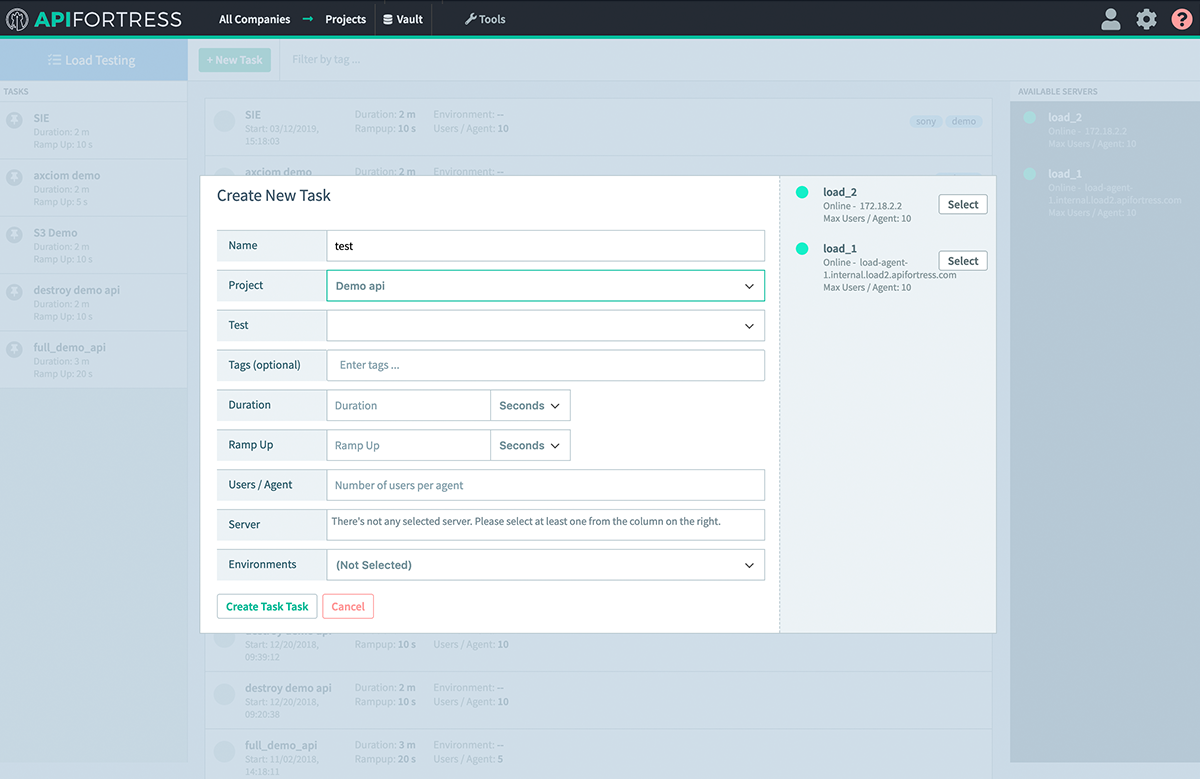 APIFORTRESS
All Companies → Projects
Vault
Tools
Load Testing
+ New Task
Filter by tag ...
TASKS
SIE
Duration: 2 m
Ramp Up: 10 s
axciom demo
Duration: 2 m
Ramp Up: 5 s
S3 Demo
Duration: 2 m
Ramp Up: 10 s
destroy demo api
Duration: 2 m
Ramp Up: 10 s
full_demo_api
Duration: 3 m
Ramp Up: 20 s
SIE
Start: 03/12/2019,
15:18:03
Duration: 2 m
Rampup: 10 s
Environment: --
Users / Agent: 10
sony
demo
axciom demo
Duration: 2 m
Environment: --
AVAILABLE SERVERS
load_2
Online - 172.18.2.2
Max Users / Agent: 10
load_1
Online - load-agent-
1.internal.load2.apifortress.com
Max Users / Agent: 10
Create New Task
Name
test
Project
Demo api
Test
Tags (optional)
Enter tags ...
Duration
Duration
Seconds
Ramp Up
Ramp Up
Seconds
Users / Agent
Number of users per agent
Server
There's not any selected server. Please select at least one from the column on the right.
Environments
(Not Selected)
Create Task Task
Cancel
load_2
Online - 172.18.2.2
Max Users / Agent: 10
Select
load_1
Online - load-agent-
1.internal.load2.apifortress.com
Max Users / Agent: 10
Select
destroy demo api
Start: 12/20/2018,
09:39:12
Rampup: 10 s
Users / Agent: 10
destroy demo api
Start: 12/20/2018,
09:20:38
Duration: 2 m
Rampup: 10 s
Environment: --
Users / Agent: 10
full_demo_api
Start: 11/02/2018,
14:18:11
Duration: 3 m
Rampup: 20 s
Environment: --
Users / Agent: 5